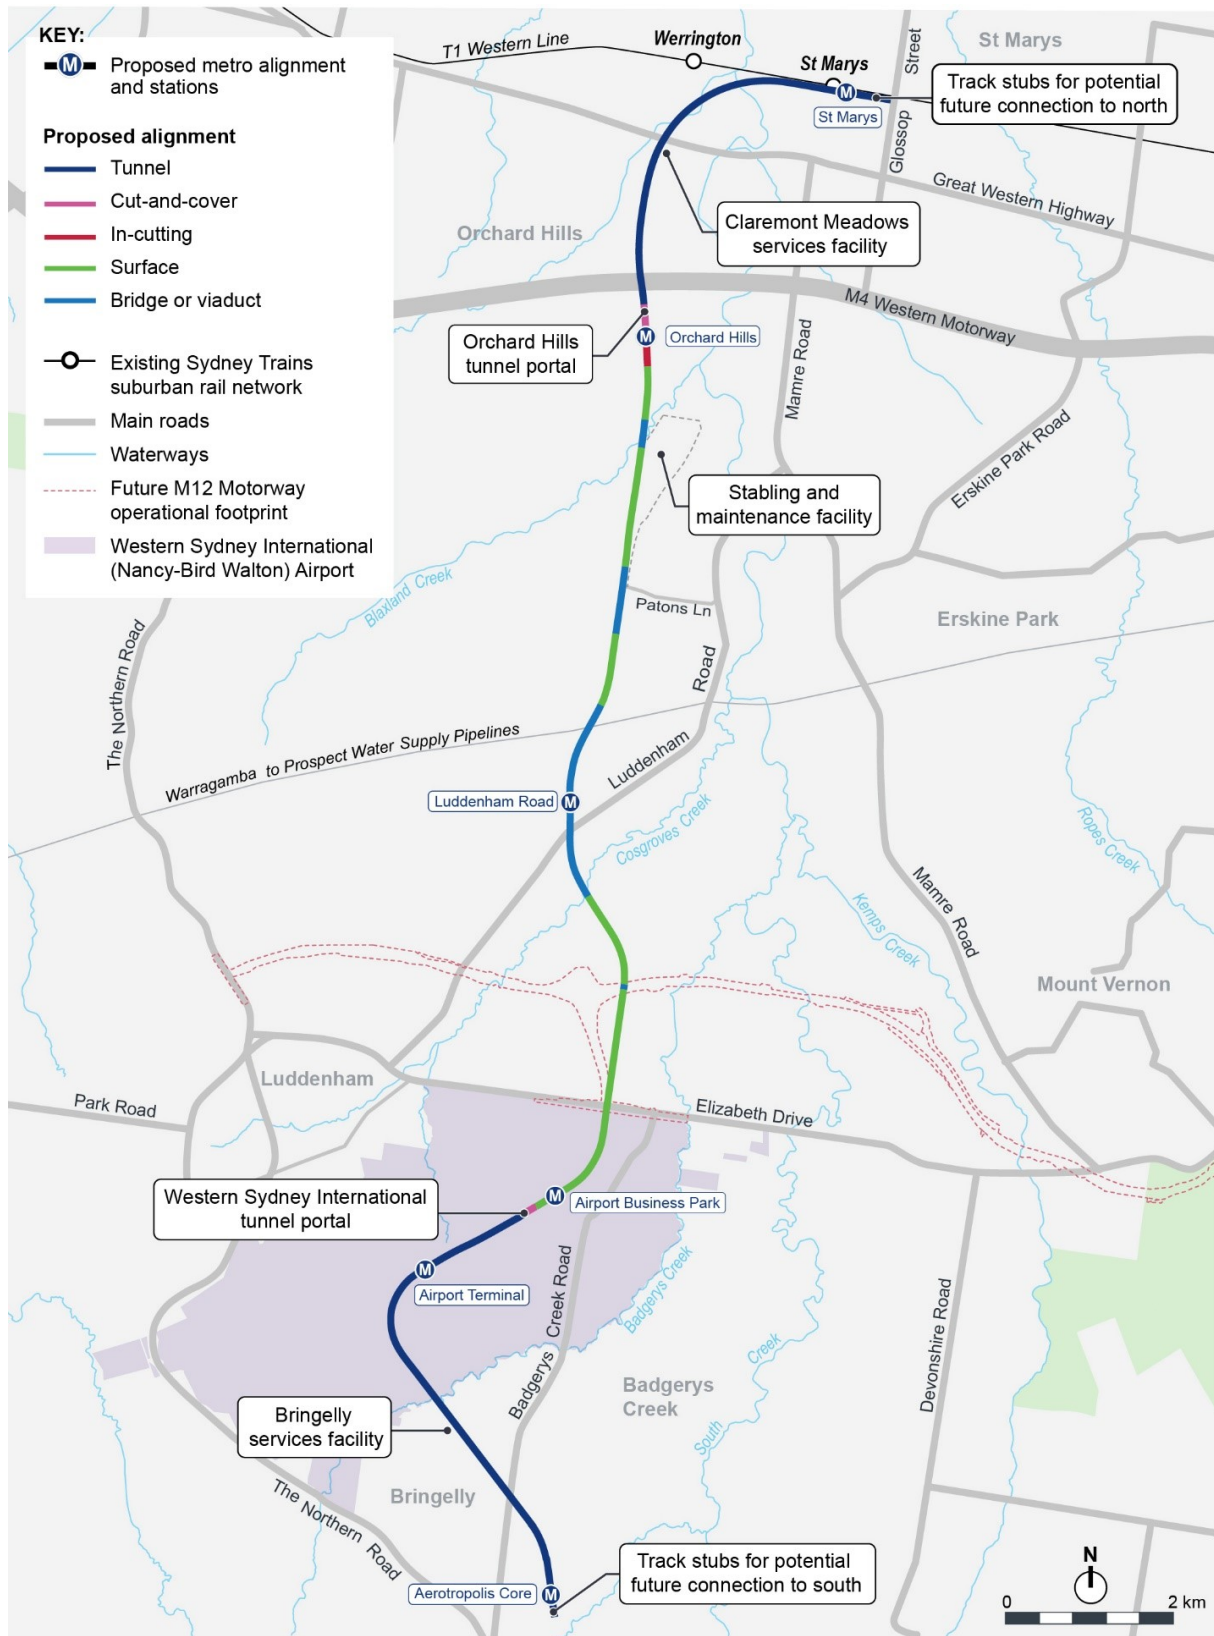 KEY:
M
Proposed metro alignment
and stations
Proposed alignment
Tunnel
Cut-and-cover
In-cutting
Surface
Bridge or viaduct
Existing Sydney Trains
suburban rail network
Main roads
Waterways
Future M12 Motorway
operational footprint
Western Sydney International
(Nancy-Bird Walton) Airport
T1 Western Line
Werrington
St Marys
M
St Marys
Glossop Street
St Marys
Track stubs for potential
future connection to north
Great Western Highway
Claremont Meadows
services facility
Orchard Hills
M4 Western Motorway
Orchard Hills
tunnel portal
M
Orchard Hills
Mamre Road
Erskine Park Road
Stabling and
maintenance facility
Blaxland Creek
Patons Ln
Erskine Park
The Northern Road
Luddenham Road
Warragamba to Prospect Water Supply Pipelines
Luddenham Road
M
Cosgroves Creek
Ropes Creek
Kemps Creek
Mamre Road
Mount Vernon
Luddenham
Park Road
Elizabeth Drive
Western Sydney International
tunnel portal
M
Airport Business Park
M
Airport Terminal
Badgerys Creek Road
Badgerys Creek
South Creek
Devonshire Road
Badgerys
Creek
Bringelly
services facility
Bringelly
The Northern Road
Aerotropolis Core
M
Track stubs for potential
future connection to south
N
0
2 km